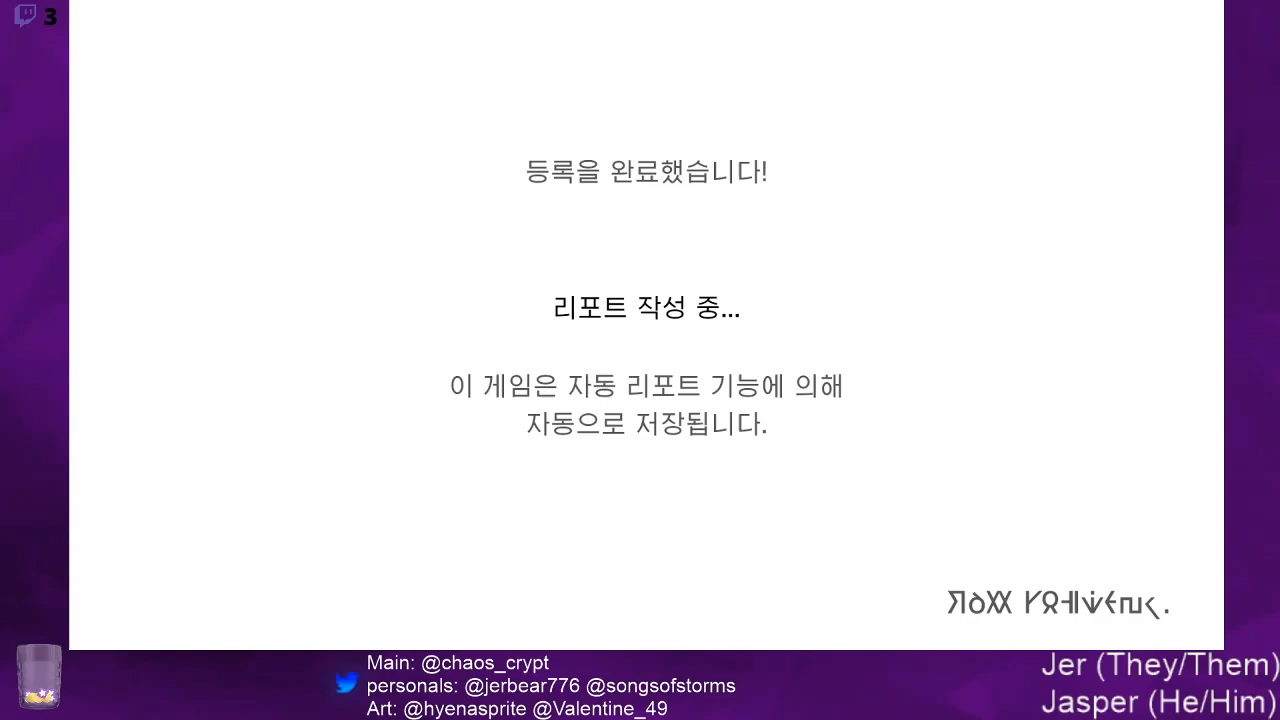 3
등록을 완료했습니다!
리포트 작성 중...
이 게임은 자동 리포트 기능에 의해
자동으로 저장됩니다.
Main: @chaos_crypt
personals: @jerbear776 @songsofstorms
Art: @hyenasprite @Valentine_49
Jer (They/Them)
Jasper (He/Him)